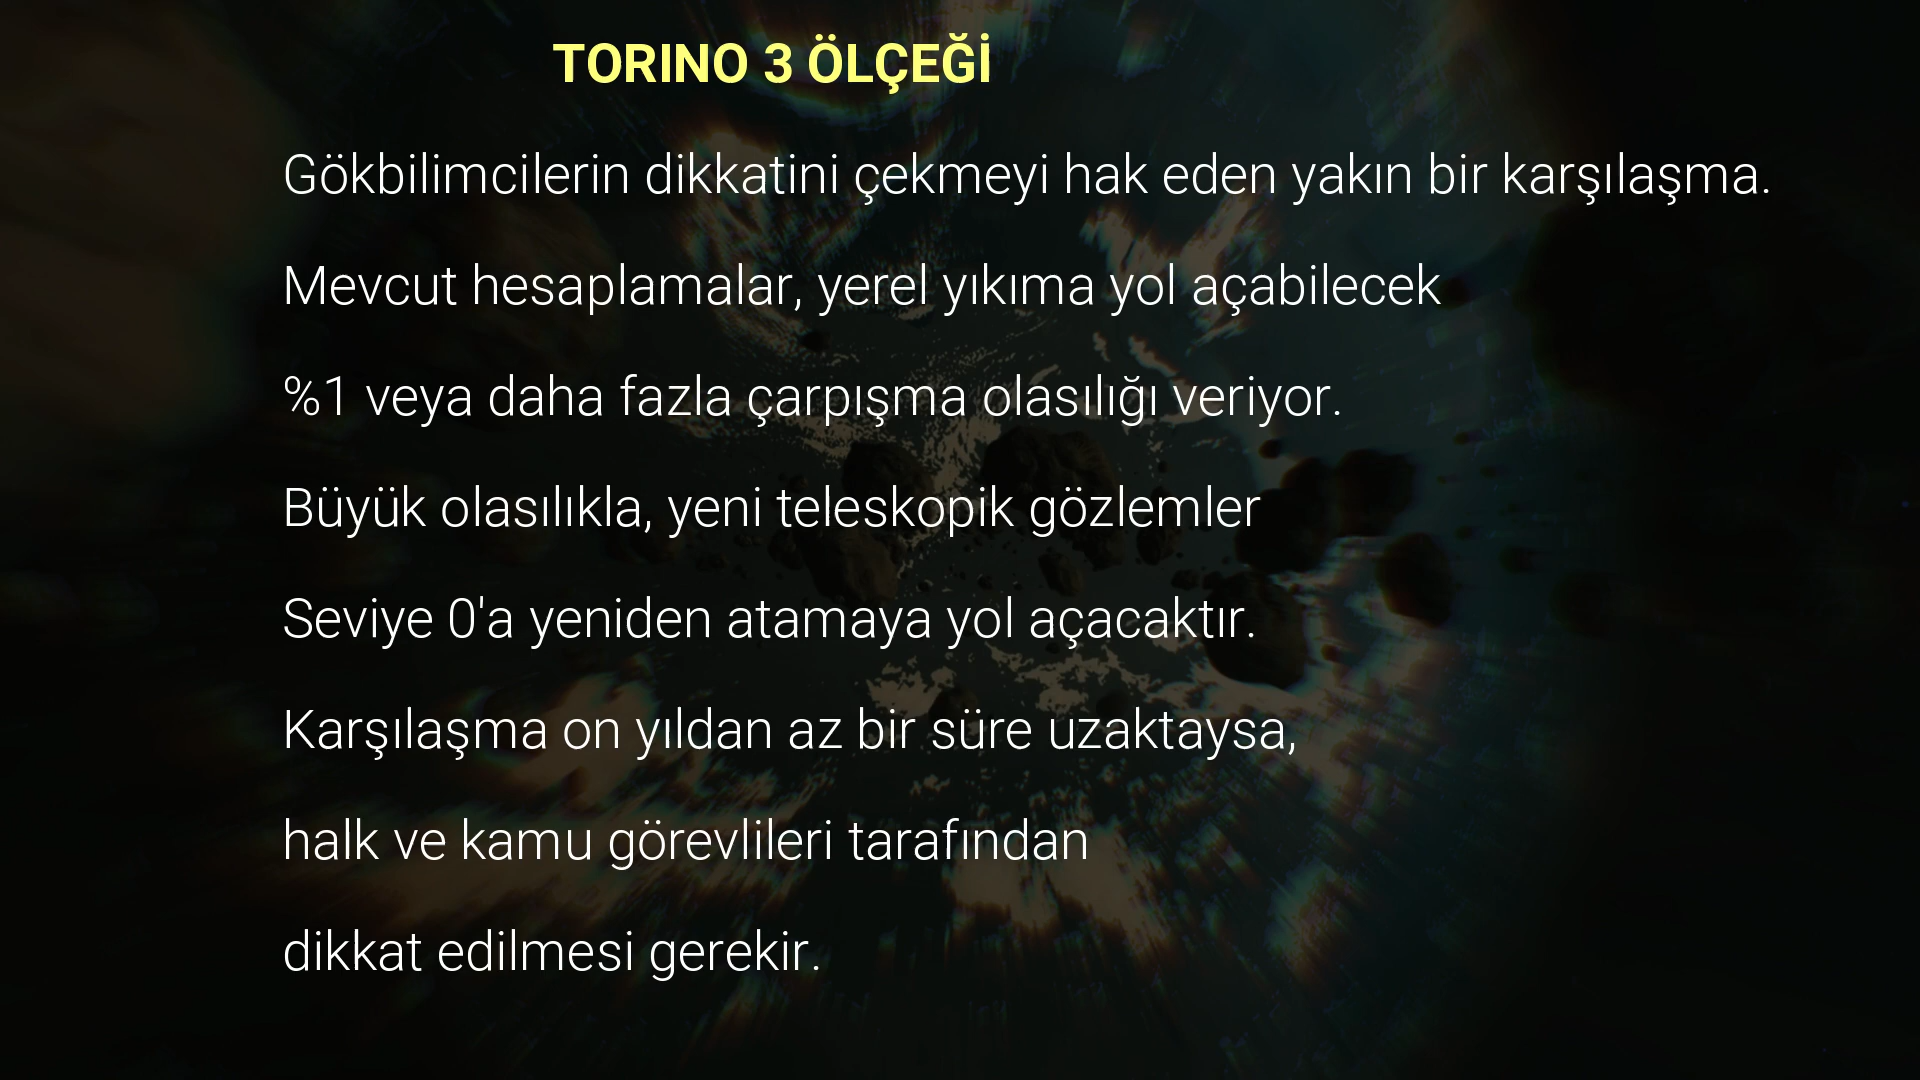 TORINO 3 ÖLÇEĞİ
Gökbilimcilerin dikkatini çekmeyi hak eden yakın bir karşılaşma.
Mevcut hesaplamalar, yerel yıkıma yol açabilecek
%1 veya daha fazla çarpışma olasılığı veriyor.
Büyük olasılıkla, yeni teleskopik gözlemler
Seviye 0'a yeniden atamaya yol açacaktır.
Karşılaşma on yıldan az bir süre uzaktaysa,
halk ve kamu görevlileri tarafından
dikkat edilmesi gerekir.